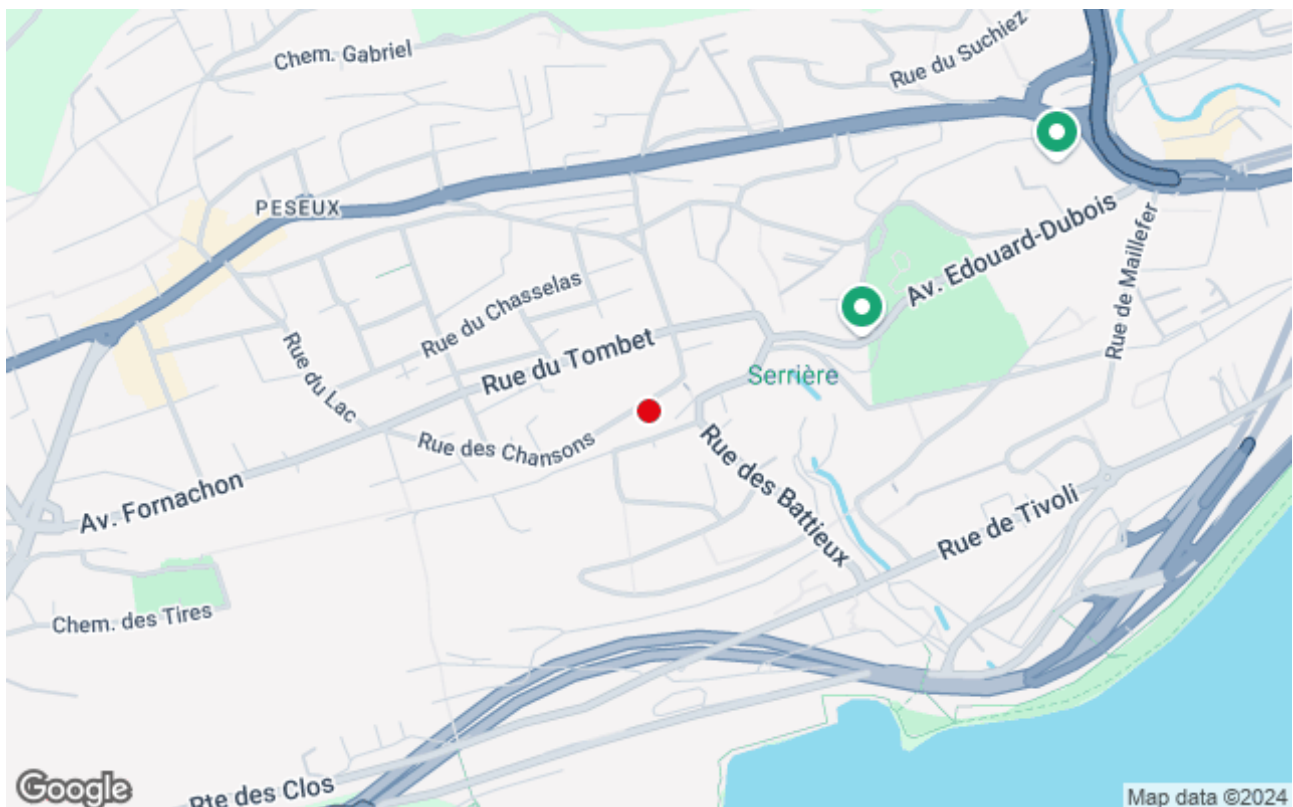 Chem. Gabriel
Rue du Suchiez
PESEUX
Av. Edouard-Dubois
Rue de Maillefer
Rue du Chasselas
Rue du Tombet
Rue du Lac
Serrière
Rue des Chansons
Rue des Battieux
Av. Fornachon
Rue de Tivoli
Chem. des Tires
Rte des Clos
Google
Map data ©2024